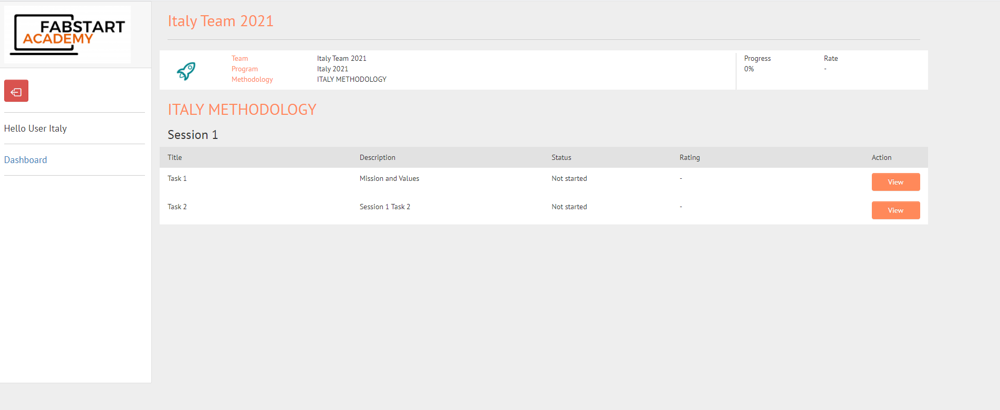 FABSTART
ACADEMY
Hello User Italy
Dashboard
Italy Team 2021
Team Italy Team 2021
Program Italy 2021
Methodology ITALY METHODOLOGY
Progress Rate
0% -
ITALY METHODOLOGY
Session 1
Title Description Status Rating Action
Task 1 Mission and Values Not started - View
Task 2 Session 1 Task 2 Not started - View